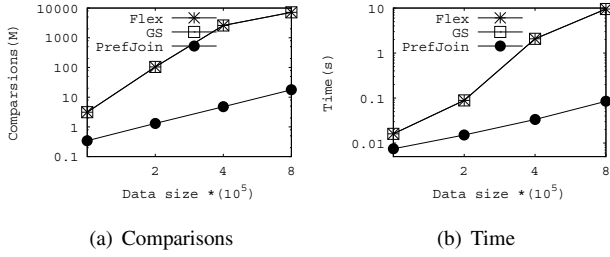 Comparsions(M)
10000
1000
100
10
1
0.1
Flex
GS
PrefJoin
2
4
8
Data size *(10^5)
(a) Comparisons
Time(s)
10
1
0.1
0.01
Flex
GS
PrefJoin
2
4
8
Data size *(10^5)
(b) Time